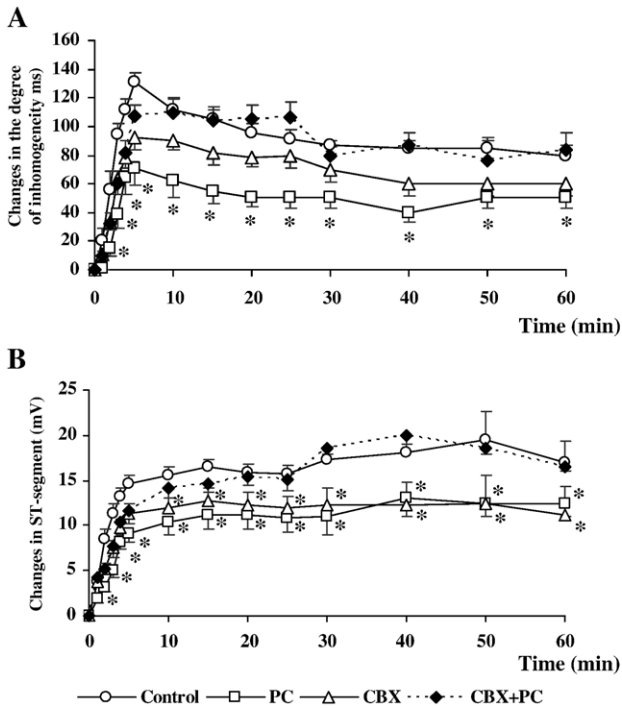 A
Changes in the degree
of inhomogencity ms)
160
140
120
100
80
60
40
20
0
* * * * * * * * * * *
0 10 20 30 40 50 60
Time (min)
B
Changes in ST-segment (mV)
25
20
15
10
5
0
0 10 20 30 40 50 60
Time (min)
Control PC CBX CBX+PC